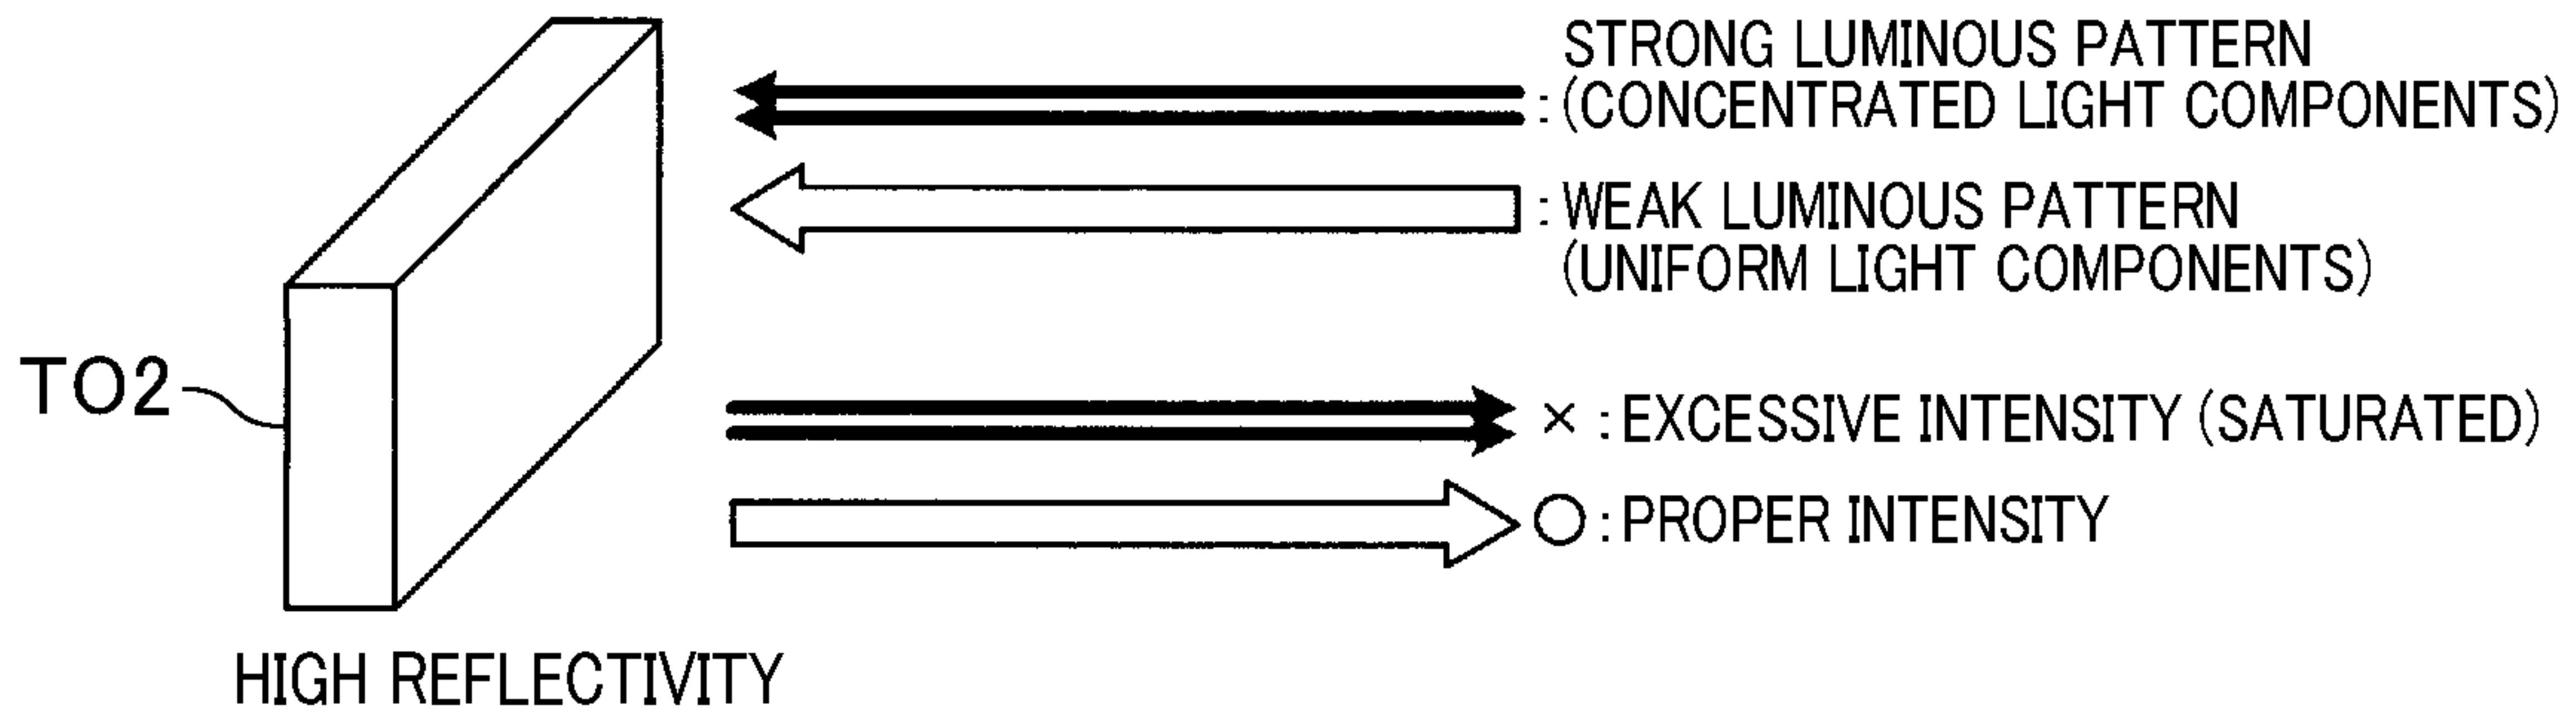 STRONG LUMINOUS PATTERN
:(CONCENTRATED LIGHT COMPONENTS)
:WEAK LUMINOUS PATTERN
(UNIFORM LIGHT COMPONENTS)
TO2
×:EXCESSIVE INTENSITY (SATURATED)
○:PROPER INTENSITY
HIGH REFLECTIVITY